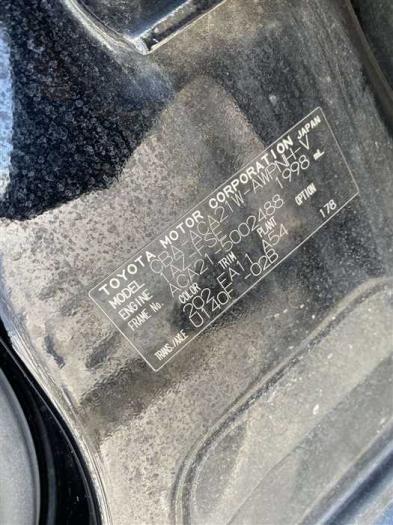 TOYOTA MOTOR CORPORATION JAPAN
MODEL CBA-ACA21W-AWPNH-V
ENGINE 1AZ-FSE 1998 mL
FRAME No. ACA21-5002488
COLOR TRIM PLANT OPTION
202 FA11 A54 178
TRANS./AXLE U140F -02B